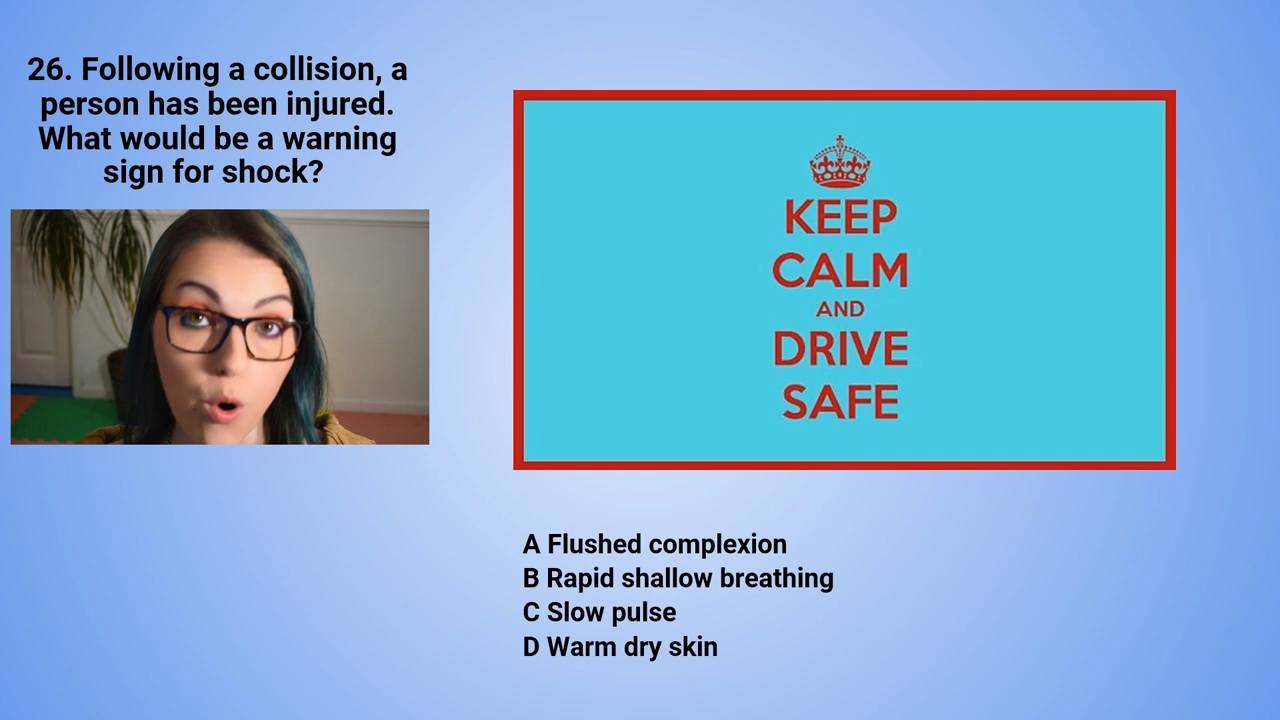 26. Following a collision, a
person has been injured.
What would be a warning
sign for shock?
KEEP
CALM
AND
DRIVE
SAFE
A Flushed complexion
B Rapid shallow breathing
C Slow pulse
D Warm dry skin